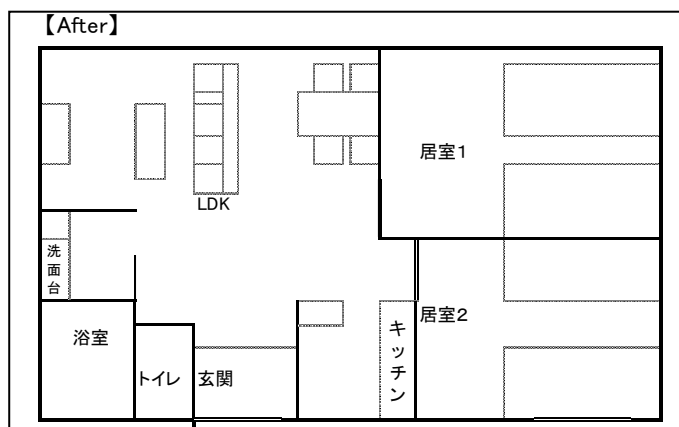 【After】
居室1
LDK
洗面台
居室2
浴室
キッチン
トイレ
玄関